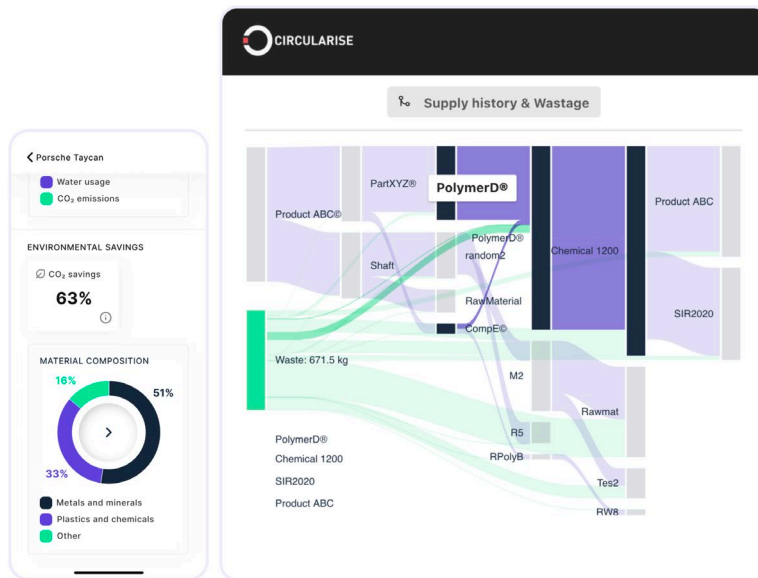 Porsche Taycan
Water usage
CO₂ emissions
ENVIRONMENTAL SAVINGS
CO₂ savings
63%
MATERIAL COMPOSITION
16%
51%
33%
Metals and minerals
Plastics and chemicals
Other
CIRCULARISE
Supply history & Wastage
PartXYZ®
PolymerD®
Product ABC©
Product ABC
PolymerD®
random2
Chemical 1200
Shaft
RawMaterial
SIR2020
CompE©
Waste: 671.5 kg
M2
Rawmat
R5
RPolyB
Tes2
RW8
PolymerD®
Chemical 1200
SIR2020
Product ABC